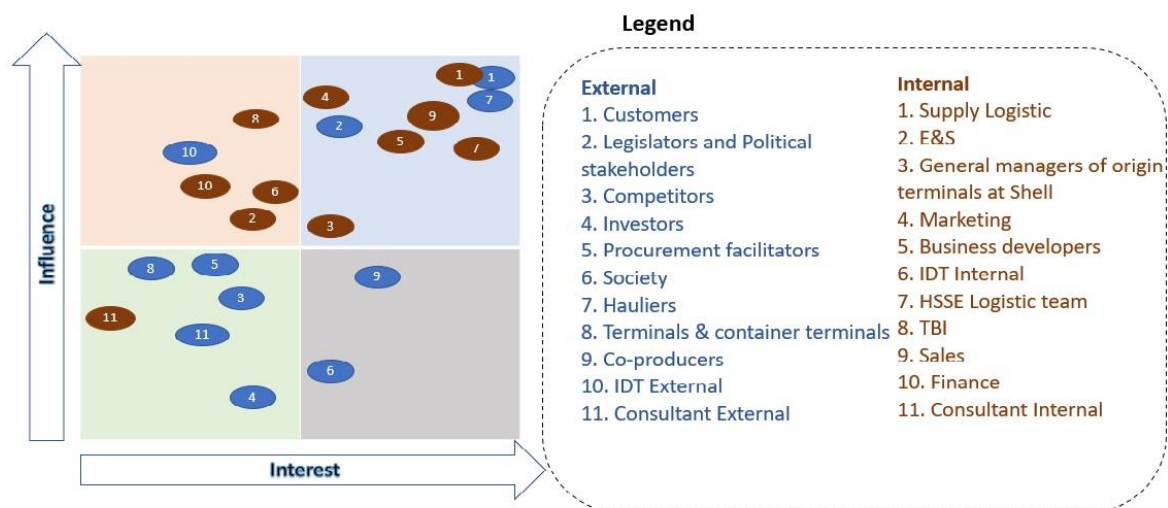 Legend
Influence
1
1
4
7
8
9
2
5
7
10
10
6
2
3
8
5
9
3
11
11
6
4
Interest
External
1. Customers
2. Legislators and Political
stakeholders
3. Competitors
4. Investors
5. Procurement facilitators
6. Society
7. Hauliers
8. Terminals & container terminals
9. Co-producers
10. IDT External
11. Consultant External
Internal
1. Supply Logistic
2. E&S
3. General managers of origin
terminals at Shell
4. Marketing
5. Business developers
6. IDT Internal
7. HSSE Logistic team
8. TBI
9. Sales
10. Finance
11. Consultant Internal